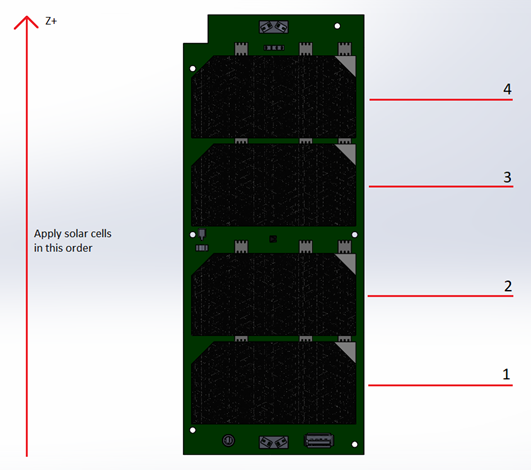 Z+
4
3
Apply solar cells
in this order
2
1